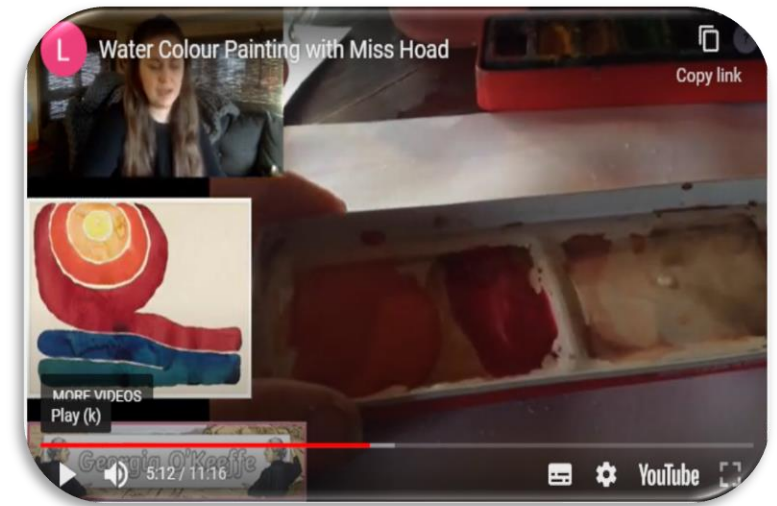 L
Water Colour Painting with Miss Hoad
Copy link
MORE VIDEOS
Play (k)
Georgia O'Keeffe
5:12 / 11:16
YouTube